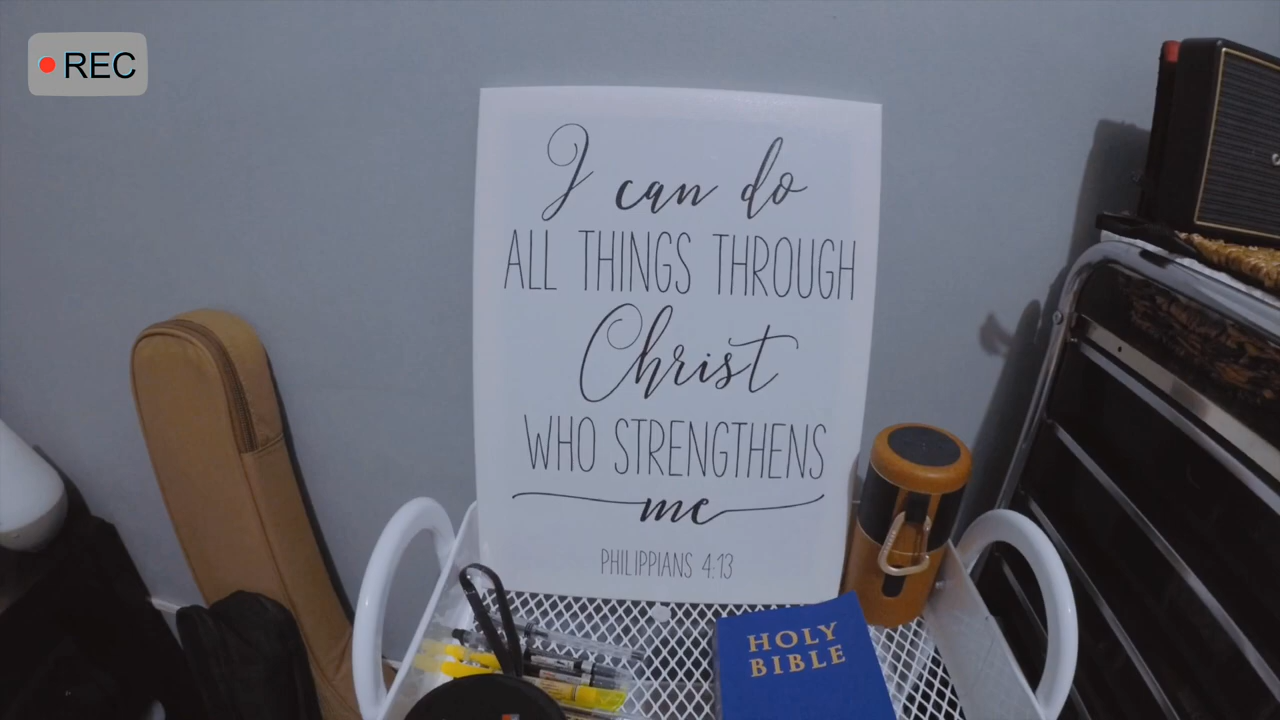 REC
I can do
ALL THINGS THROUGH
Christ
WHO STRENGTHENS
me
PHILIPPIANS 4:13
HOLY
BIBLE